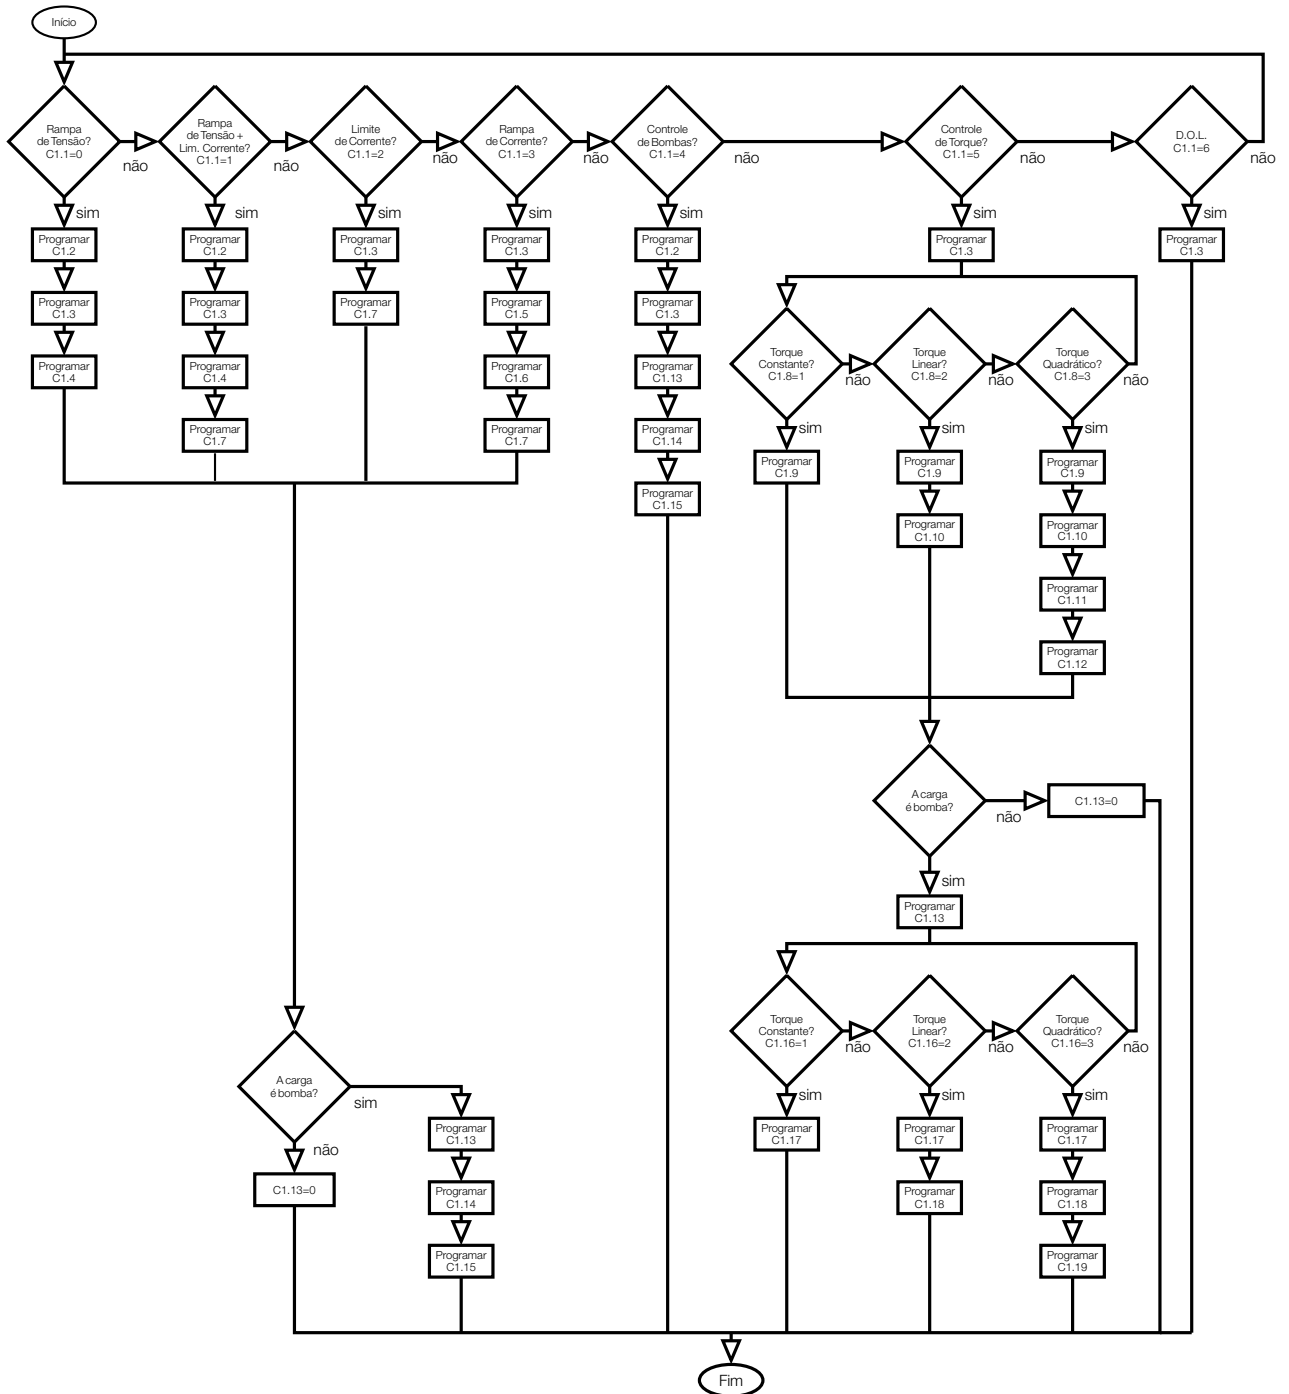 Início
Rampa
de Tensão?
C1.1=0
não
sim
Rampa
de Tensão +
Lim. Corrente?
C1.1=1
não
sim
Limite
de Corrente?
C1.1=2
não
sim
Rampa
de Corrente?
C1.1=3
não
sim
Controle
de Bombas?
C1.1=4
não
sim
Controle
de Torque?
C1.1=5
não
sim
D.O.L.
C1.1=6
não
sim
Programar
C1.2
Programar
C1.3
Programar
C1.4
Programar
C1.2
Programar
C1.3
Programar
C1.4
Programar
C1.7
Programar
C1.3
Programar
C1.7
Programar
C1.3
Programar
C1.5
Programar
C1.6
Programar
C1.7
Programar
C1.2
Programar
C1.3
Programar
C1.13
Programar
C1.14
Programar
C1.15
Programar
C1.3
Programar
C1.3
Torque
Constante?
C1.8=1
não
sim
Torque
Linear?
C1.8=2
não
sim
Torque
Quadrático?
C1.8=3
não
sim
Programar
C1.9
Programar
C1.9
Programar
C1.10
Programar
C1.9
Programar
C1.10
Programar
C1.11
Programar
C1.12
A carga
é bomba?
não
C1.13=0
sim
Programar
C1.13
Torque
Constante?
C1.16=1
não
sim
Torque
Linear?
C1.16=2
não
sim
Torque
Quadrático?
C1.16=3
não
sim
Programar
C1.17
Programar
C1.17
Programar
C1.18
Programar
C1.17
Programar
C1.18
Programar
C1.19
A carga
é bomba?
sim
não
C1.13=0
Programar
C1.13
Programar
C1.14
Programar
C1.15
Fim